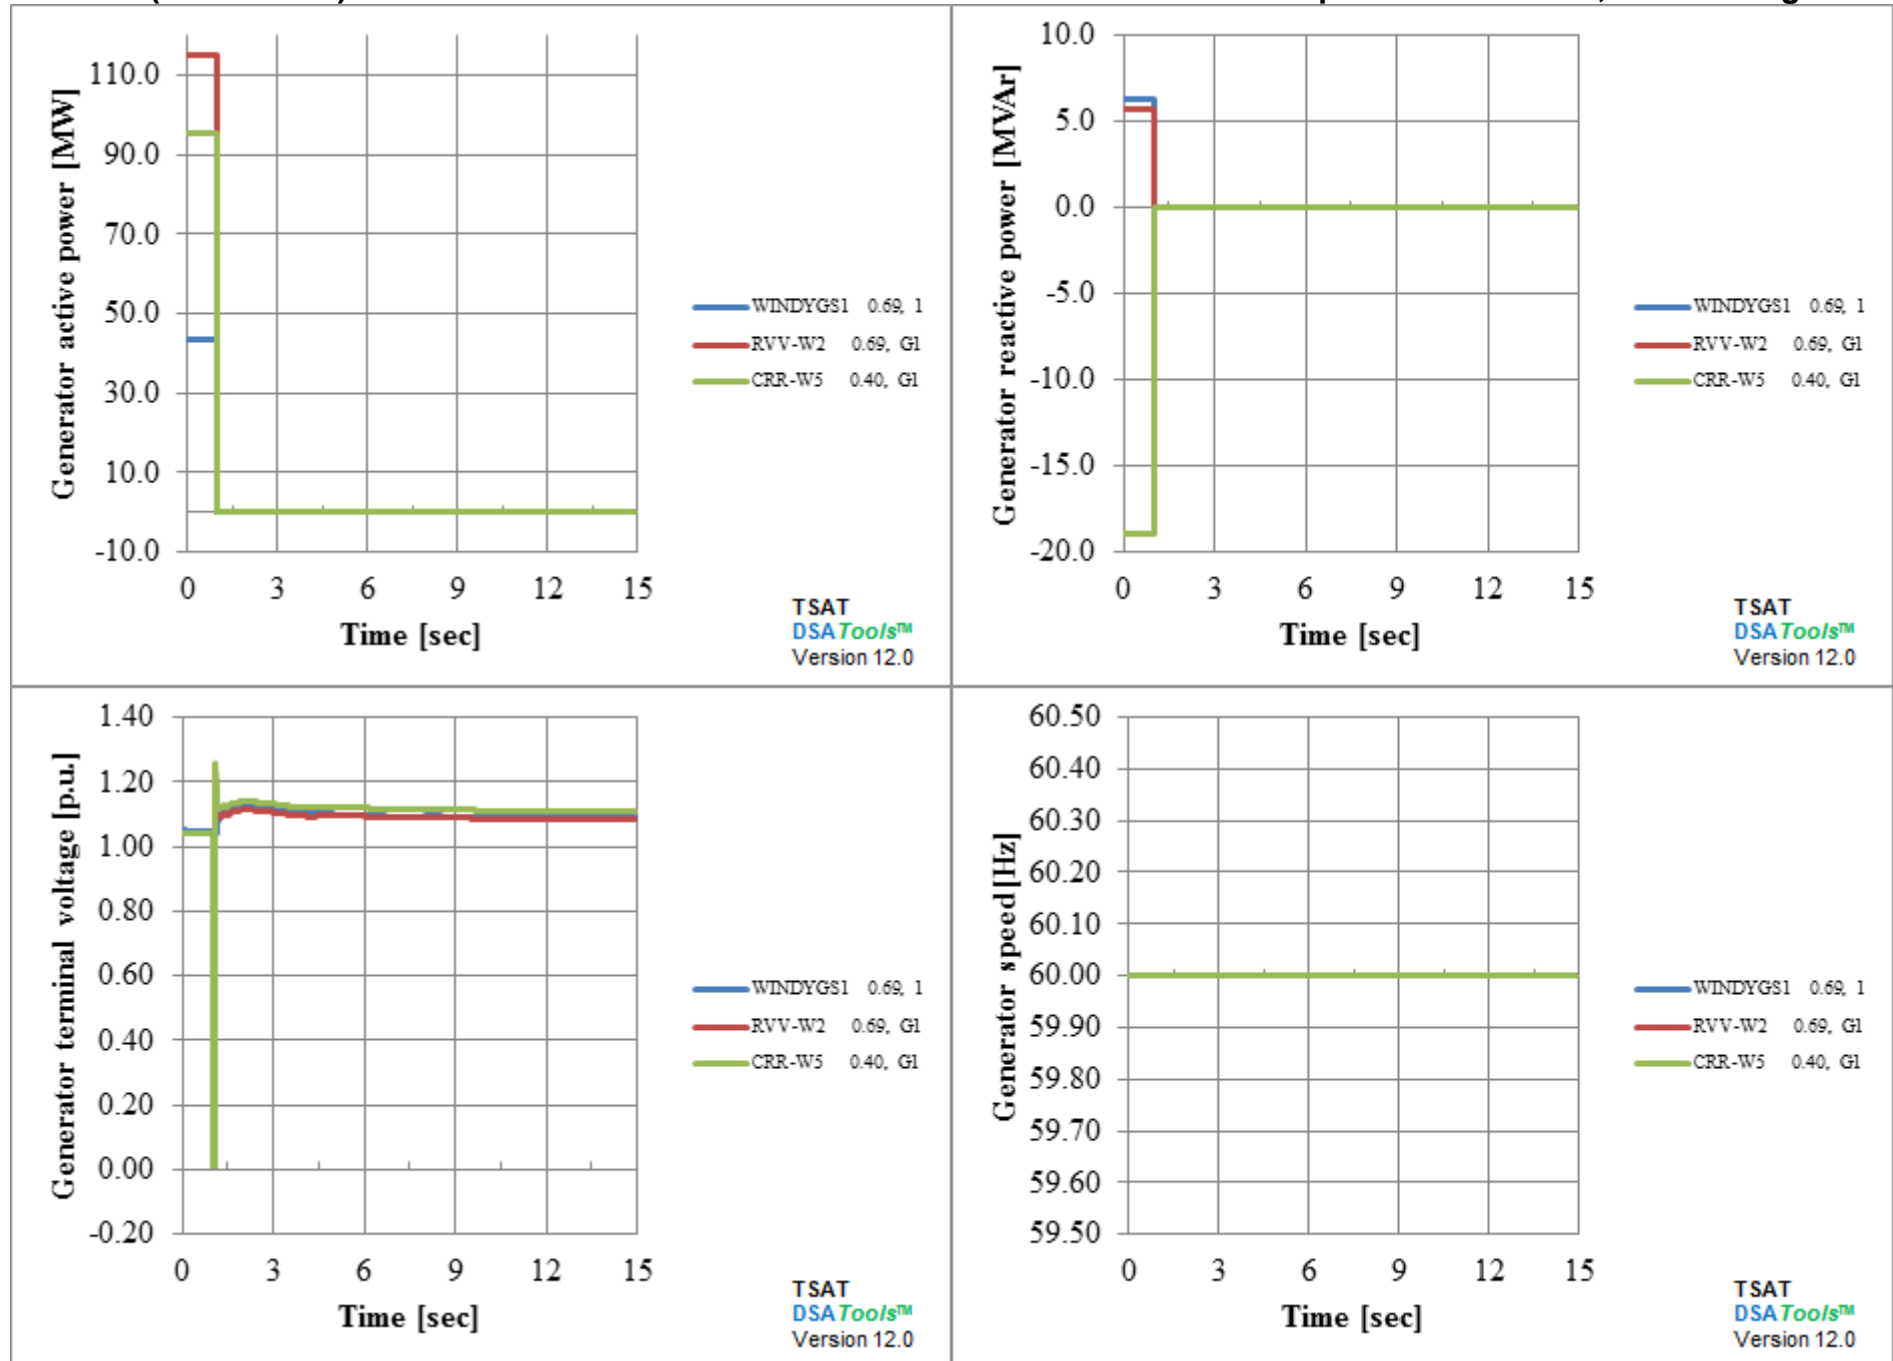 110.0
90.0
70.0
50.0
30.0
10.0
-10.0
0 3 6 9 12 15
Generator active power [MW]
Time [sec]
WINDYGS1 0.69, 1
RVV-W2 0.69, G1
CRR-W5 0.40, G1
TSAT
DSATools™
Version 12.0
10.0
5.0
0.0
-5.0
-10.0
-15.0
-20.0
0 3 6 9 12 15
Generator reactive power [MVAr]
Time [sec]
WINDYGS1 0.69, 1
RVV-W2 0.69, G1
CRR-W5 0.40, G1
TSAT
DSATools™
Version 12.0
1.40
1.20
1.00
0.80
0.60
0.40
0.20
0.00
-0.20
0 3 6 9 12 15
Generator terminal voltage [p.u.]
Time [sec]
WINDYGS1 0.69, 1
RVV-W2 0.69, G1
CRR-W5 0.40, G1
TSAT
DSATools™
Version 12.0
60.50
60.40
60.30
60.20
60.10
60.00
59.90
59.80
59.70
59.60
59.50
0 3 6 9 12 15
Generator speed[Hz]
Time [sec]
WINDYGS1 0.69, 1
RVV-W2 0.69, G1
CRR-W5 0.40, G1
TSAT
DSATools™
Version 12.0